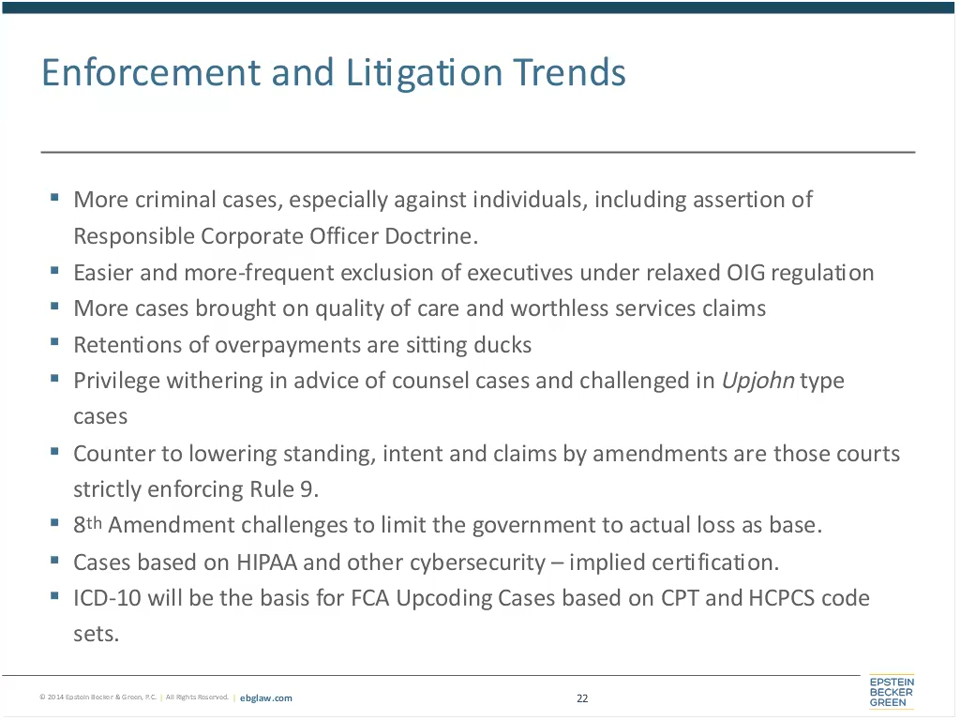 Enforcement and Litigation Trends
▪ More criminal cases, especially against individuals, including assertion of
Responsible Corporate Officer Doctrine.
▪ Easier and more-frequent exclusion of executives under relaxed OIG regulation
▪ More cases brought on quality of care and worthless services claims
▪ Retentions of overpayments are sitting ducks
▪ Privilege withering in advice of counsel cases and challenged in Upjohn type
cases
▪ Counter to lowering standing, intent and claims by amendments are those courts
strictly enforcing Rule 9.
▪ 8th Amendment challenges to limit the government to actual loss as base.
▪ Cases based on HIPAA and other cybersecurity – implied certification.
▪ ICD-10 will be the basis for FCA Upcoding Cases based on CPT and HCPCS code
sets.
© 2014 Epstein Becker & Green, P.C. | All Rights Reserved. | ebglaw.com
22
EPSTEIN
BECKER
GREEN